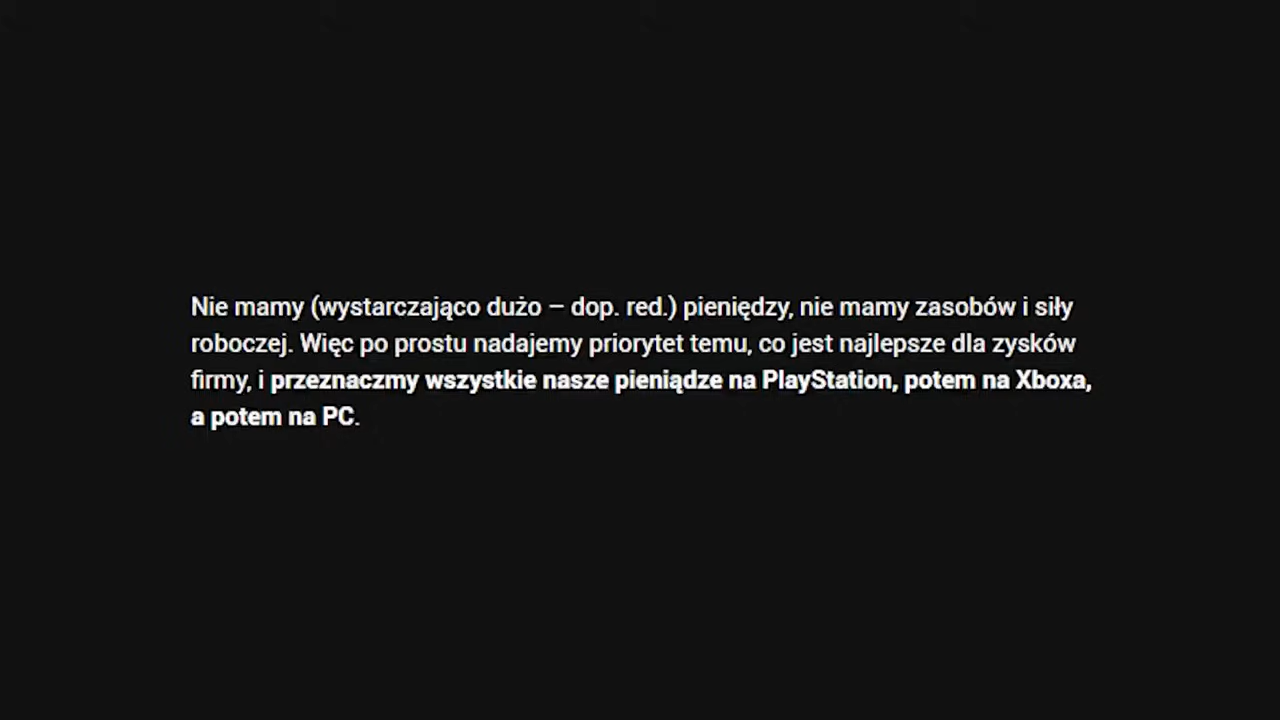 Nie mamy (wystarczająco dużo – dop. red.) pieniędzy, nie mamy zasobów i siły
roboczej. Więc po prostu nadajemy priorytet temu, co jest najlepsze dla zysków
firmy, i przeznaczmy wszystkie nasze pieniądze na PlayStation, potem na Xboxa,
a potem na PC.